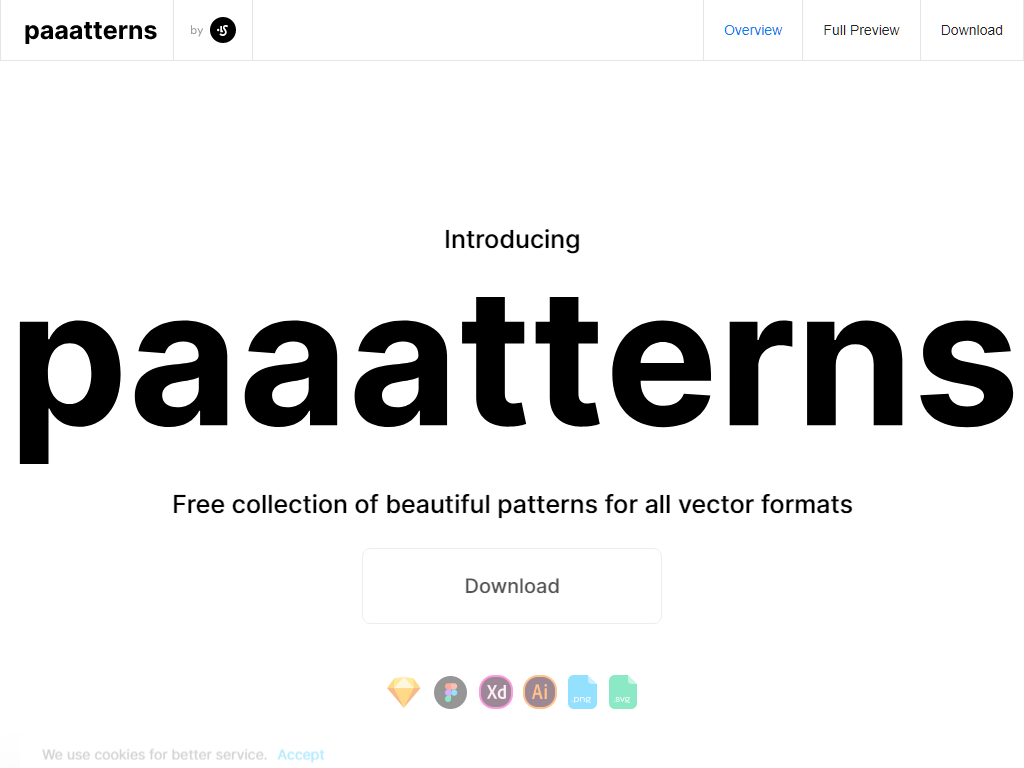 paaatterns
by
Overview
Full Preview
Download
Introducing
paaatterns
Free collection of beautiful patterns for all vector formats
Download
Xd
Ai
.png
.svg
We use cookies for better service. Accept